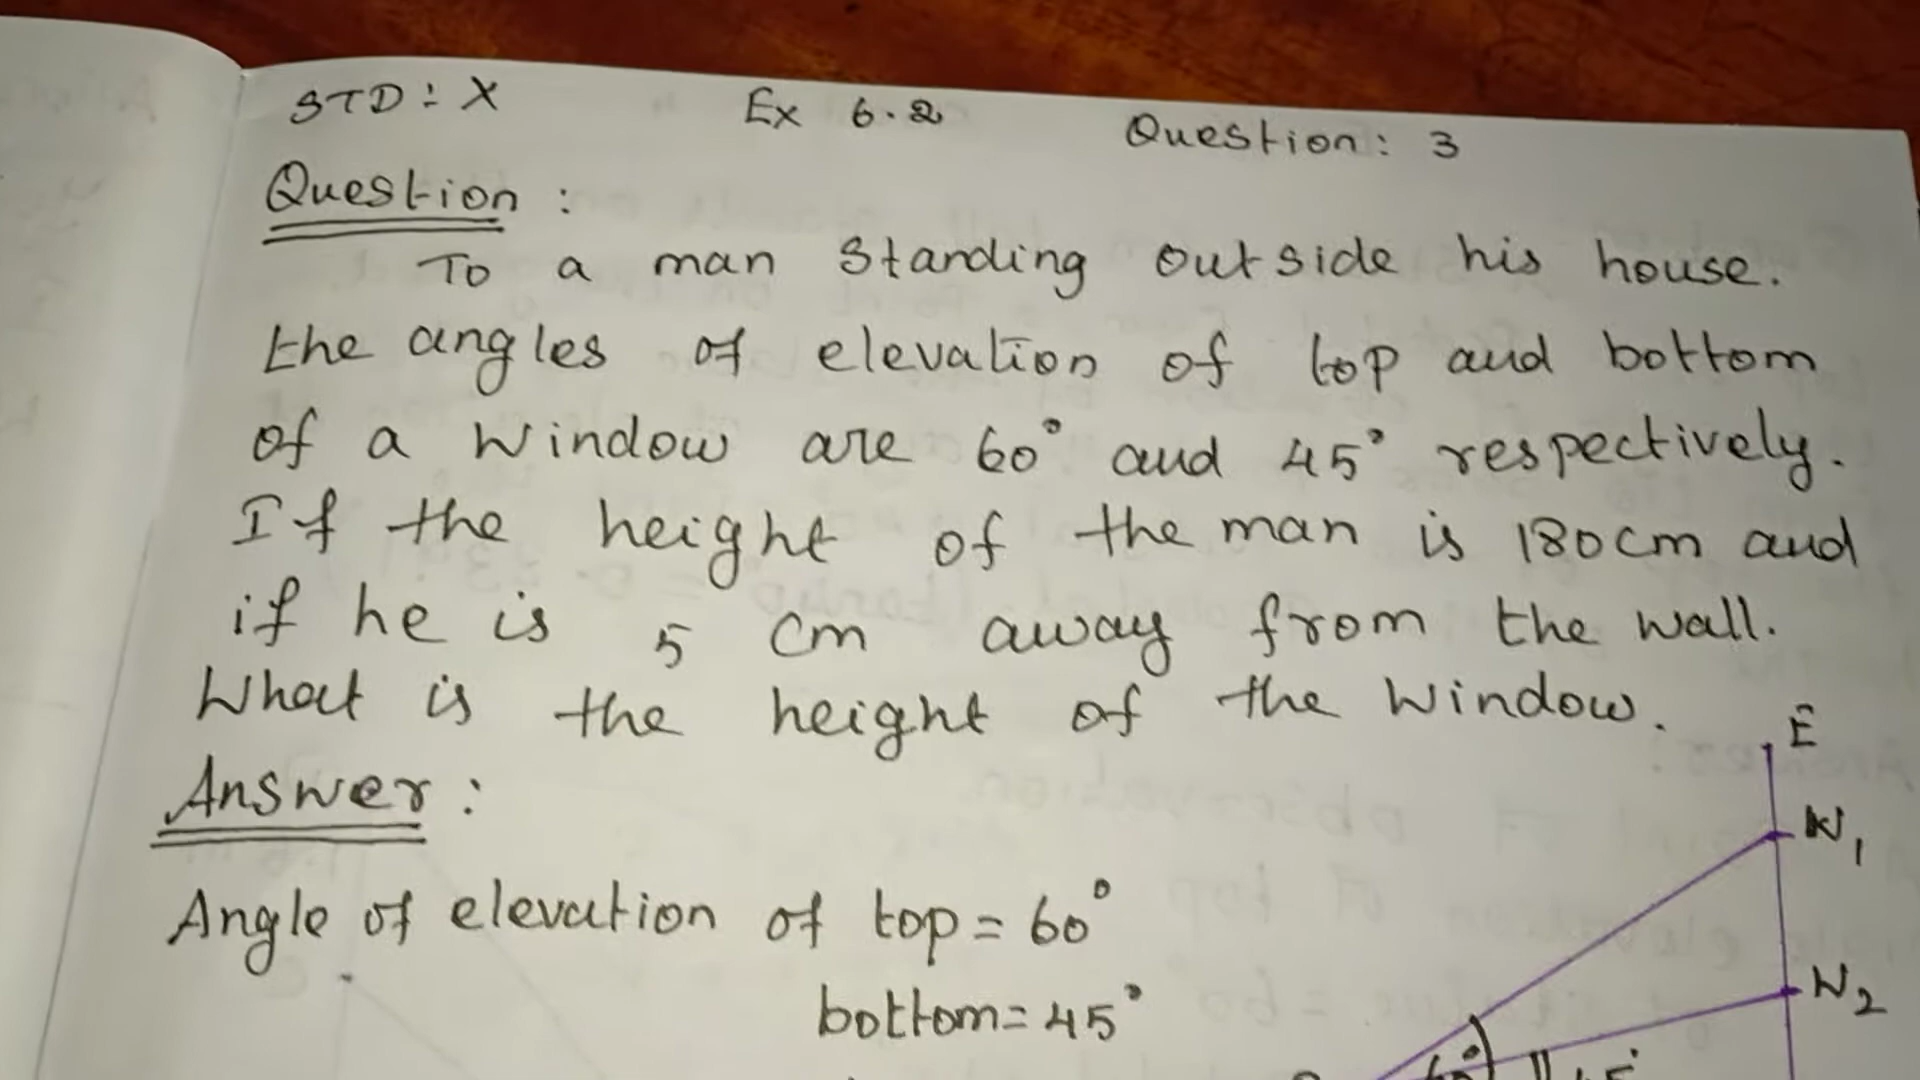 STD : X Ex 6.2 Question : 3
Question :
To a man standing outside his house.
the angles of elevation of top and bottom
of a window are 60° and 45° respectively.
If the height of the man is 180cm and
if he is 5 cm away from the wall.
What is the height of the window.
E
Answer :
W1
Angle of elevation of top = 60°
W2
bottom = 45°